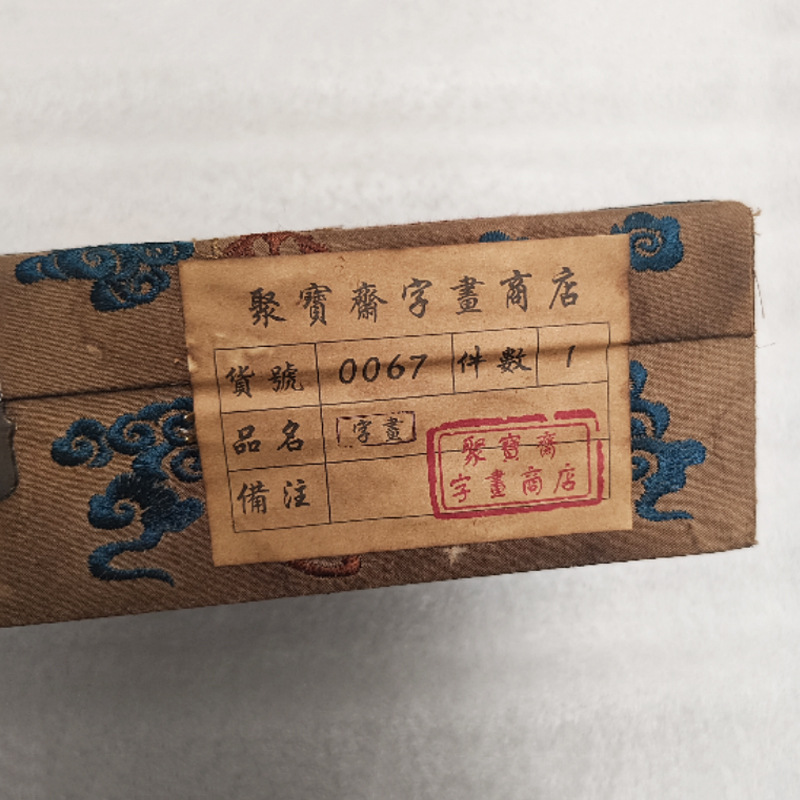 聚寶齋字畫商店
貨號 0067 件數 1
品名 字畫
備注
聚寶齋
字畫商店